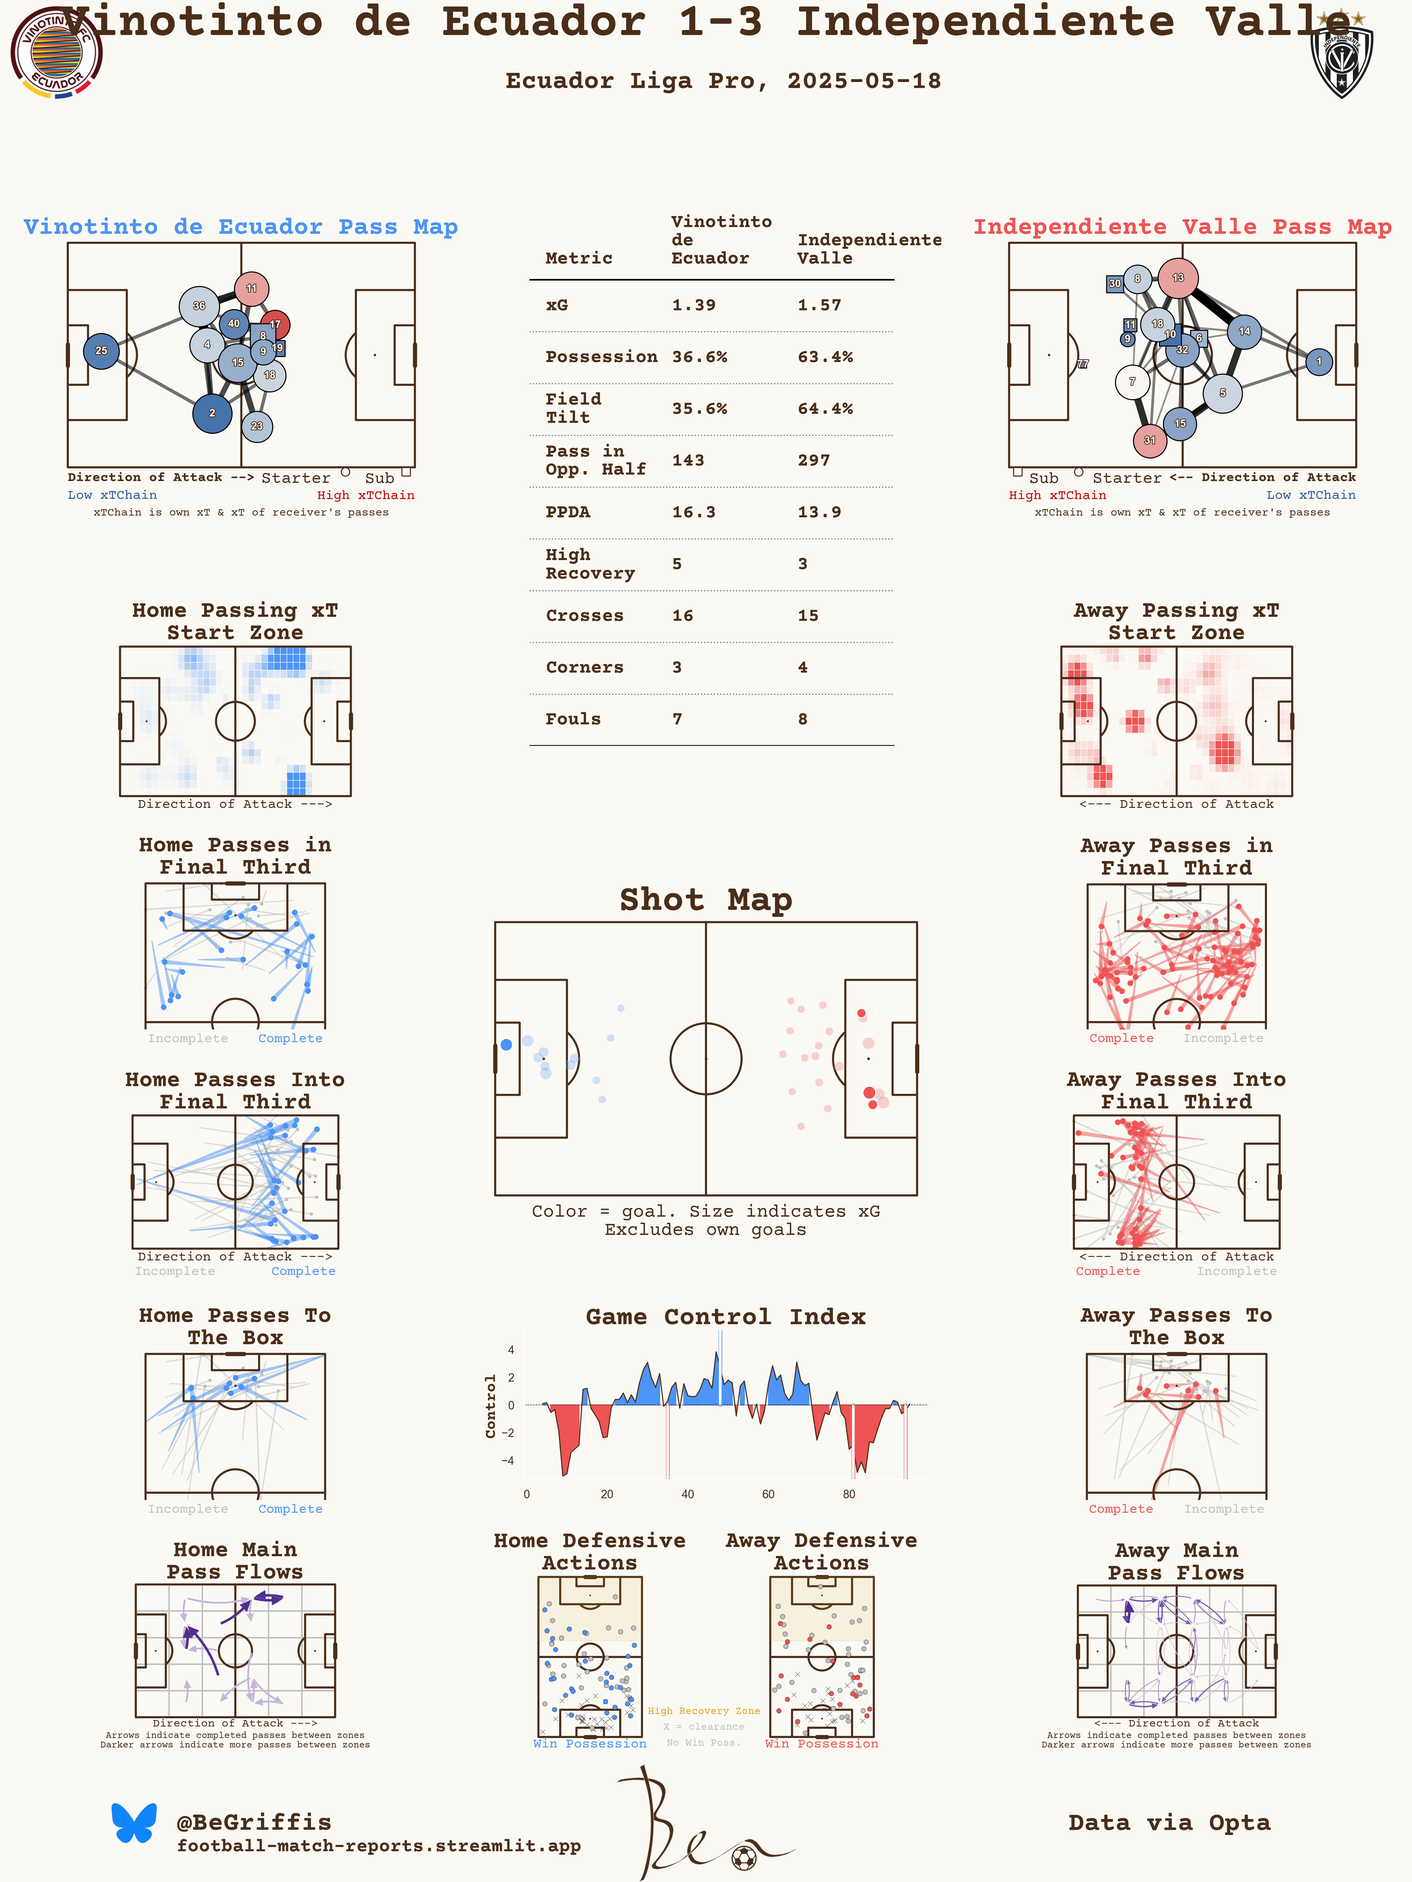 Vinotinto de Ecuador 1-3 Independiente Valle
Ecuador Liga Pro, 2025-05-18
VINOTINTO FC
ECUADOR
INDEPENDIENTE
Vinotinto de Ecuador Pass Map
25
36
11
40
17
8
4
19
9
15
18
2
23
Direction of Attack --> Starter Sub
Low xTChain High xTChain
xTChain is own xT & xT of receiver's passes
Metric Vinotinto de Ecuador Independiente Valle
xG 1.39 1.57
Possession 36.6% 63.4%
Field Tilt 35.6% 64.4%
Pass in Opp. Half 143 297
PPDA 16.3 13.9
High Recovery 5 3
Crosses 16 15
Corners 3 4
Fouls 7 8
Independiente Valle Pass Map
30
8
13
11
18
9
10
6
14
32
1
77
7
5
15
31
Sub Starter <-- Direction of Attack
High xTChain Low xTChain
xTChain is own xT & xT of receiver's passes
Home Passing xT
Start Zone
Direction of Attack --->
Away Passing xT
Start Zone
<--- Direction of Attack
Home Passes in
Final Third
Incomplete Complete
Away Passes in
Final Third
Complete Incomplete
Shot Map
Color = goal. Size indicates xG
Excludes own goals
Home Passes Into
Final Third
Direction of Attack --->
Incomplete Complete
Away Passes Into
Final Third
<--- Direction of Attack
Complete Incomplete
Home Passes To
The Box
Incomplete Complete
Game Control Index
Control
4
2
0
−2
−4
0 20 40 60 80
Away Passes To
The Box
Complete Incomplete
Home Main
Pass Flows
Direction of Attack --->
Arrows indicate completed passes between zones
Darker arrows indicate more passes between zones
Home Defensive
Actions
Win Possession
High Recovery Zone
X = clearance
No Win Poss.
Away Defensive
Actions
Win Possession
Away Main
Pass Flows
<--- Direction of Attack
Arrows indicate completed passes between zones
Darker arrows indicate more passes between zones
@BeGriffis
football-match-reports.streamlit.app
Ben
Data via Opta